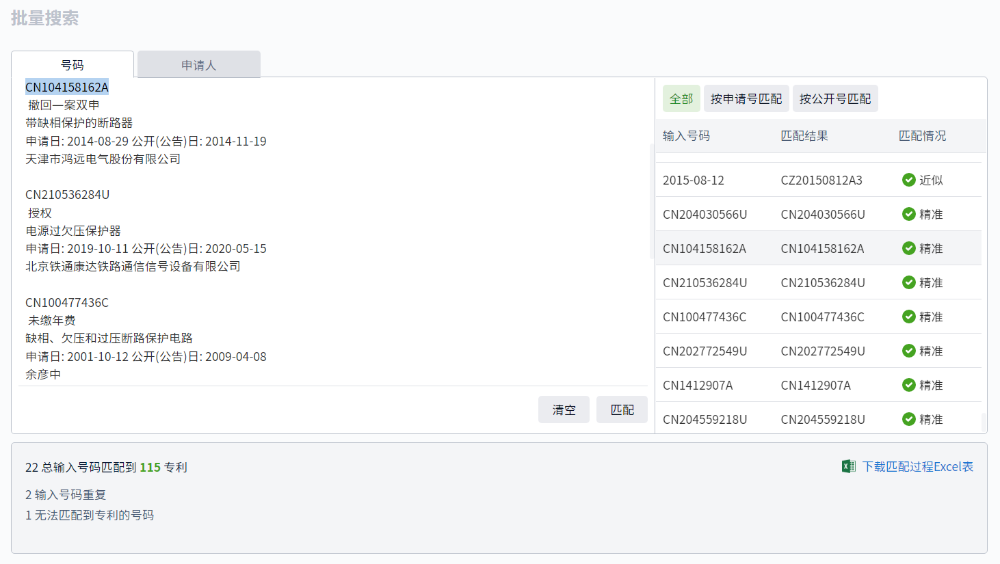 批量搜索
号码
申请人
CN104158162A
撤回一案双申
带缺相保护的断路器
申请日: 2014-08-29 公开(公告)日: 2014-11-19
天津市鸿远电气股份有限公司
CN210536284U
授权
电源过欠压保护器
申请日: 2019-10-11 公开(公告)日: 2020-05-15
北京铁通康达铁路通信信号设备有限公司
CN100477436C
未缴年费
缺相、欠压和过压断路保护电路
申请日: 2001-10-12 公开(公告)日: 2009-04-08
余彦中
清空 匹配
全部 按申请号匹配 按公开号匹配
输入号码 匹配结果 匹配情况
2015-08-12 CZ20150812A3 近似
CN204030566U CN204030566U 精准
CN104158162A CN104158162A 精准
CN210536284U CN210536284U 精准
CN100477436C CN100477436C 精准
CN202772549U CN202772549U 精准
CN1412907A CN1412907A 精准
CN204559218U CN204559218U 精准
22 总输入号码匹配到 115 专利
下载匹配过程Excel表
2 输入号码重复
1 无法匹配到专利的号码